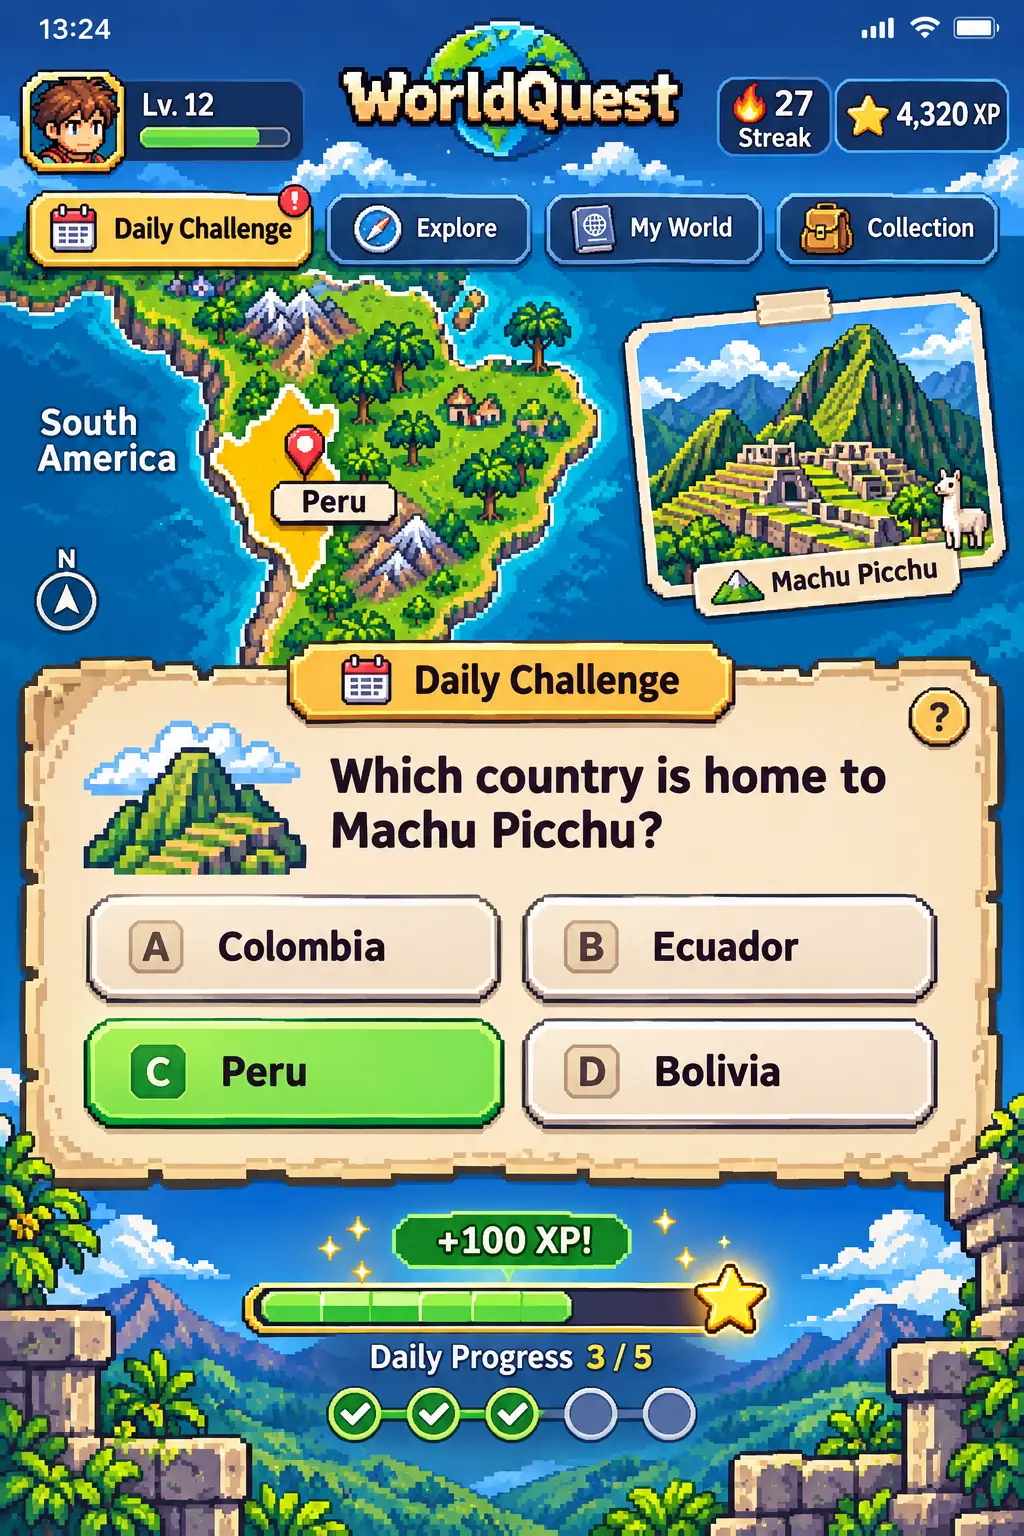 13:24
WorldQuest
Lv. 12
27
Streak
4,320 XP
Daily Challenge
!
Explore
My World
Collection
South
America
Peru
N
Machu Picchu
Daily Challenge
?
Which country is home to
Machu Picchu?
A Colombia
B Ecuador
C Peru
D Bolivia
+100 XP!
Daily Progress 3 / 5